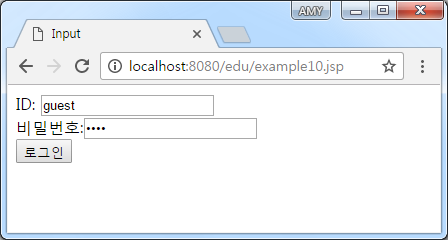 AMY
Input
localhost:8080/edu/example10.jsp
ID: guest
비밀번호:••••
로그인